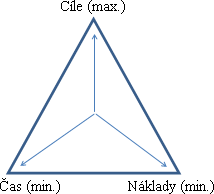 Cíle (max.)
Čas (min.)
Náklady (min.)